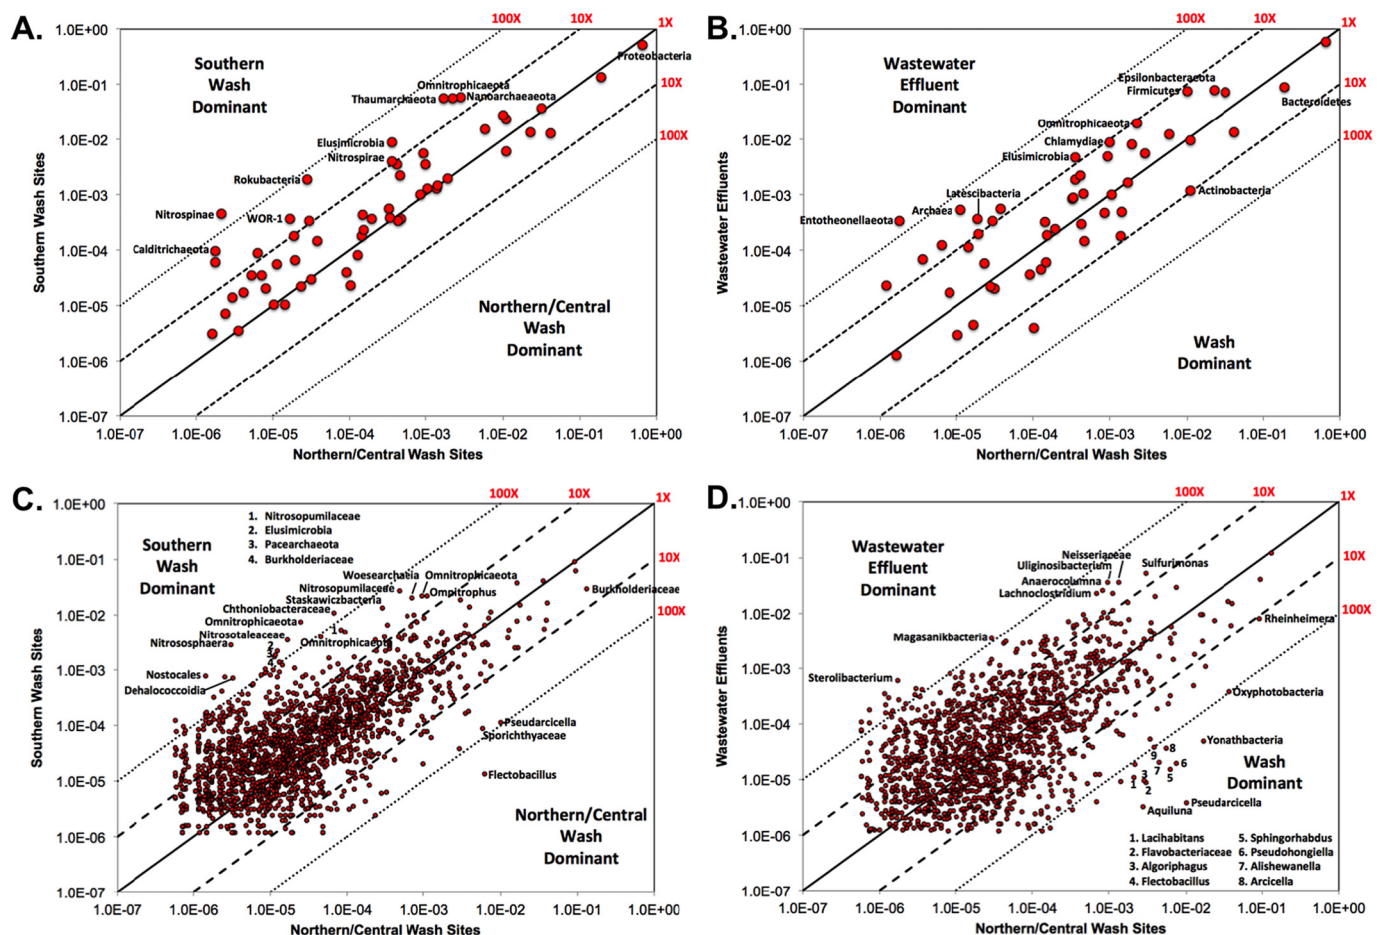 A.
100X
10X
1X
1.0E+00
1.0E-01
1.0E-02
1.0E-03
1.0E-04
1.0E-05
1.0E-06
1.0E-07
Southern Wash Sites
Southern
Wash
Dominant
Proteobacteria
Omnitrophicaeota
Thaumarchaeota
Nanoarchaeaeota
10X
100X
Elusimicrobia
Nitrospirae
Rokubacteria
Nitrospinae
WOR-1
Calditrichaeota
Northern/Central
Wash
Dominant
1.0E-07
1.0E-06
1.0E-05
1.0E-04
1.0E-03
1.0E-02
1.0E-01
1.0E+00
Northern/Central Wash Sites
B.
100X
10X
1X
1.0E+00
1.0E-01
1.0E-02
1.0E-03
1.0E-04
1.0E-05
1.0E-06
1.0E-07
Wastewater Effluents
Wastewater
Effluent
Dominant
Epsilonbacteraeota
Firmicutes
10X
Bacteroidetes
Omnitrophicaeota
100X
Chlamydiae
Elusimicrobia
Latescibacteria
Actinobacteria
Archaea
Entotheonellaeota
Wash
Dominant
1.0E-07
1.0E-06
1.0E-05
1.0E-04
1.0E-03
1.0E-02
1.0E-01
1.0E+00
Northern/Central Wash Sites
C.
100X
10X
1X
1.0E+00
1.0E-01
1.0E-02
1.0E-03
1.0E-04
1.0E-05
1.0E-06
1.0E-07
Southern Wash Sites
1. Nitrosopumilaceae
2. Elusimicrobia
3. Pacearchaeota
4. Burkholderiaceae
Southern
Wash
Dominant
10X
Woesearchaeia
Omnitrophicaeota
Nitrosopumilaceae
Omnitrophus
Burkholderiaceae
Staskawiczbacteria
Chthoniobacteraceae
100X
Omnitrophicaeota
1
Nitrosotaleaceae
Nitrososphaera
Omnitrophicaeota
2
3
4
Nostocales
Dehalococcoidia
Pseudarcicella
Sporichthyaceae
Flectobacillus
Northern/Central
Wash
Dominant
1.0E-07
1.0E-06
1.0E-05
1.0E-04
1.0E-03
1.0E-02
1.0E-01
1.0E+00
Northern/Central Wash Sites
D.
100X
10X
1X
1.0E+00
1.0E-01
1.0E-02
1.0E-03
1.0E-04
1.0E-05
1.0E-06
1.0E-07
Wastewater Effluents
Wastewater
Effluent
Dominant
Neisseriaceae
Uliginosibacterium
Sulfurimonas
10X
Anaerocolumna
Lachnoclostridium
100X
Rheinheimera
Magasanikbacteria
Sterolibacterium
Oxyphotobacteria
Yonathbacteria
9
8
7
6
5
3
1
2
Wash
Dominant
Pseudarcicella
Aquiluna
1. Lacihabitans
2. Flavobacteriaceae
3. Algoriphagus
4. Flectobacillus
5. Sphingorhabdus
6. Pseudohongiella
7. Alishewanella
8. Arcicella
1.0E-07
1.0E-06
1.0E-05
1.0E-04
1.0E-03
1.0E-02
1.0E-01
1.0E+00
Northern/Central Wash Sites